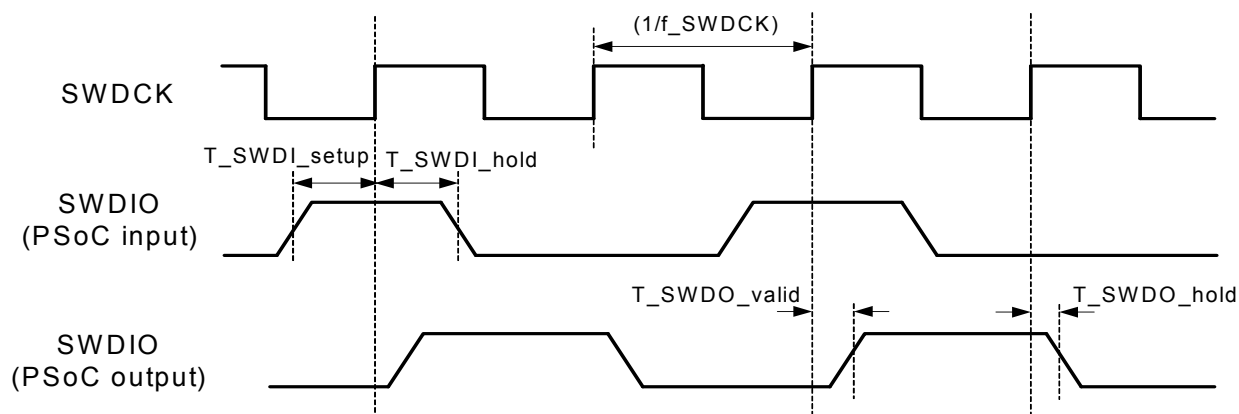 (1/f_SWDCK)
SWDCK
T_SWDI_setup
T_SWDI_hold
SWDIO
(PSoC input)
T_SWDO_valid
T_SWDO_hold
SWDIO
(PSoC output)